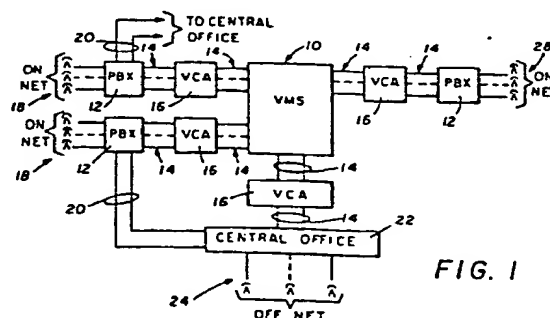 TO CENTRAL
OFFICE
20
14
14
10
14
14
28
ON
NET
18
PBX
12
VCA
16
VMS
VCA
16
PBX
12
ON
NET
ON
NET
18
PBX
12
VCA
16
14
14
14
20
VCA
16
14
CENTRAL OFFICE
22
24
OFF NET
FIG. 1